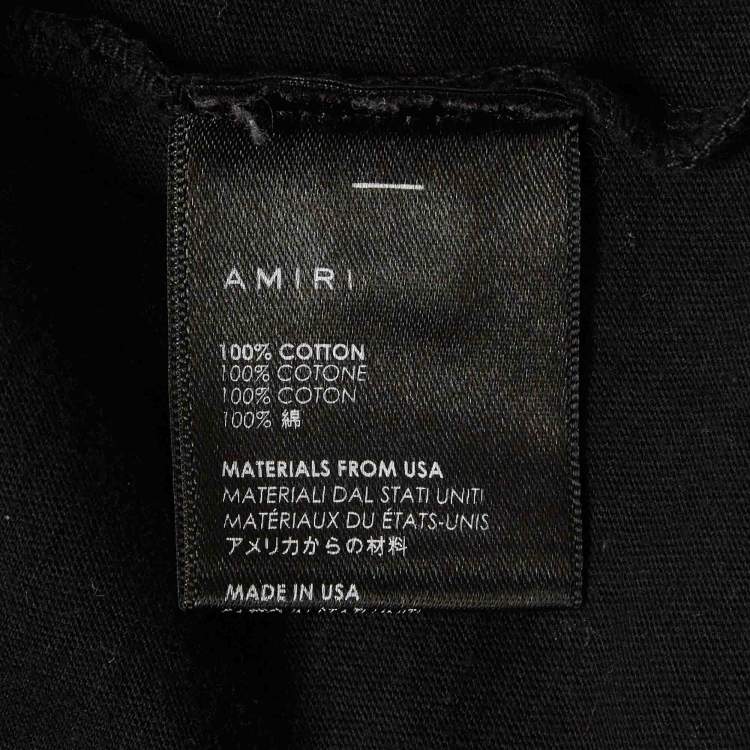 AMIRI
100% COTTON
100% COTONE
100% COTON
100% 綿
MATERIALS FROM USA
MATERIALI DAL STATI UNITI
MATÉRIAUX DU ÉTATS-UNIS
アメリカからの材料
MADE IN USA